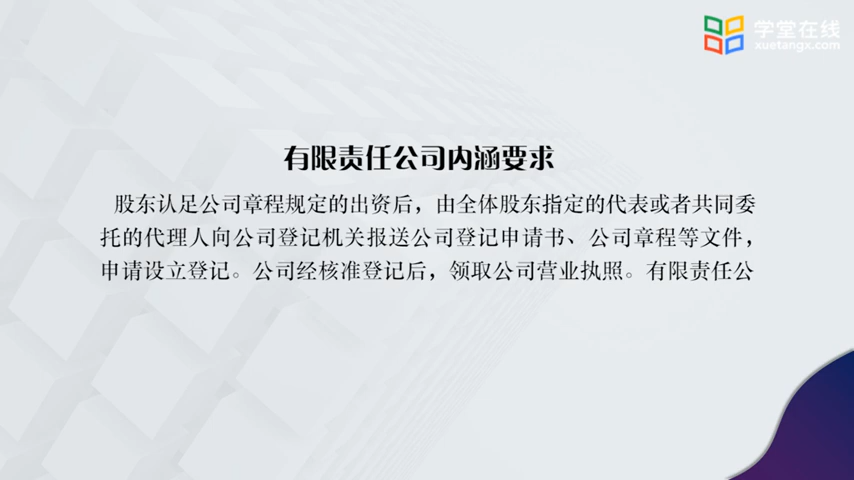 学堂在线
xuetangx.com
有限责任公司内涵要求
股东认足公司章程规定的出资后，由全体股东指定的代表或者共同委
托的代理人向公司登记机关报送公司登记申请书、公司章程等文件，
申请设立登记。公司经核准登记后，领取公司营业执照。有限责任公